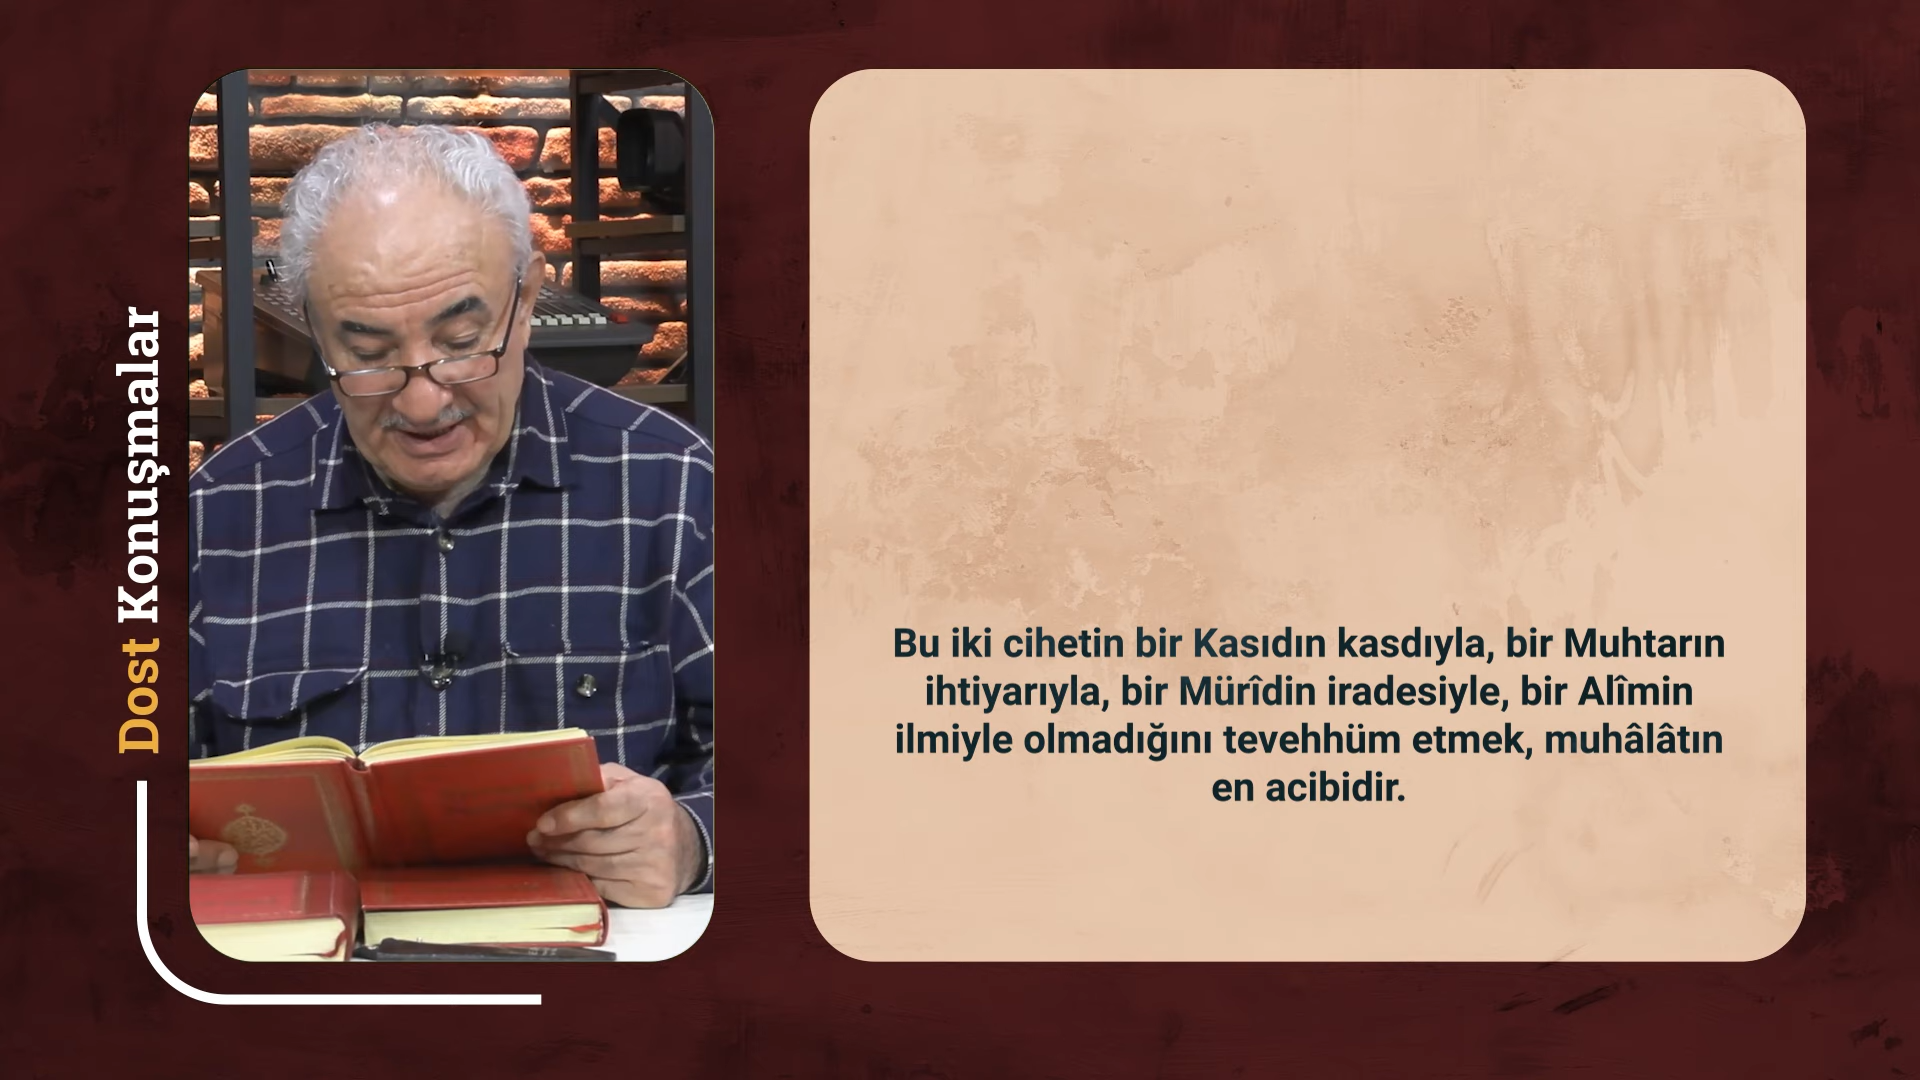 Dost Konuşmalar
Bu iki cihetin bir Kasıdın kasdıyla, bir Muhtarın
ihtiyarıyla, bir Mürîdin iradesiyle, bir Alîmin
ilmiyle olmadığını tevehhüm etmek, muhâlâtın
en acibidir.